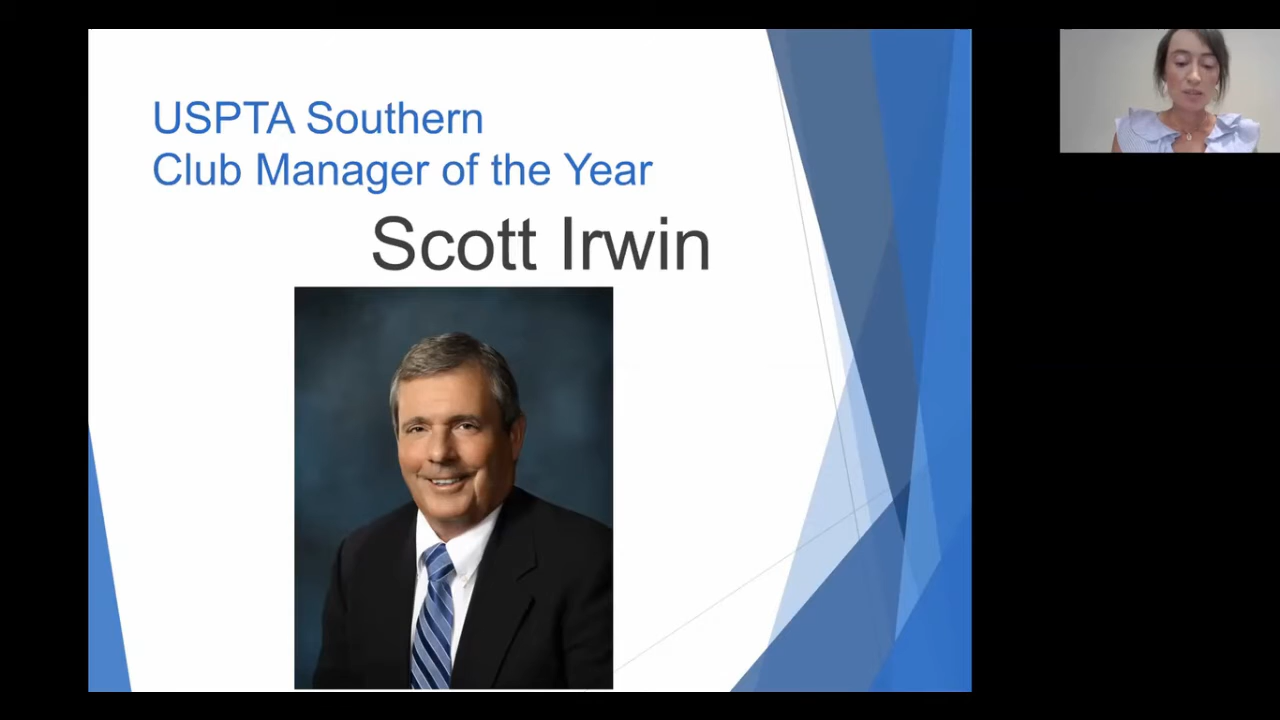 USPTA Southern
Club Manager of the Year
Scott Irwin